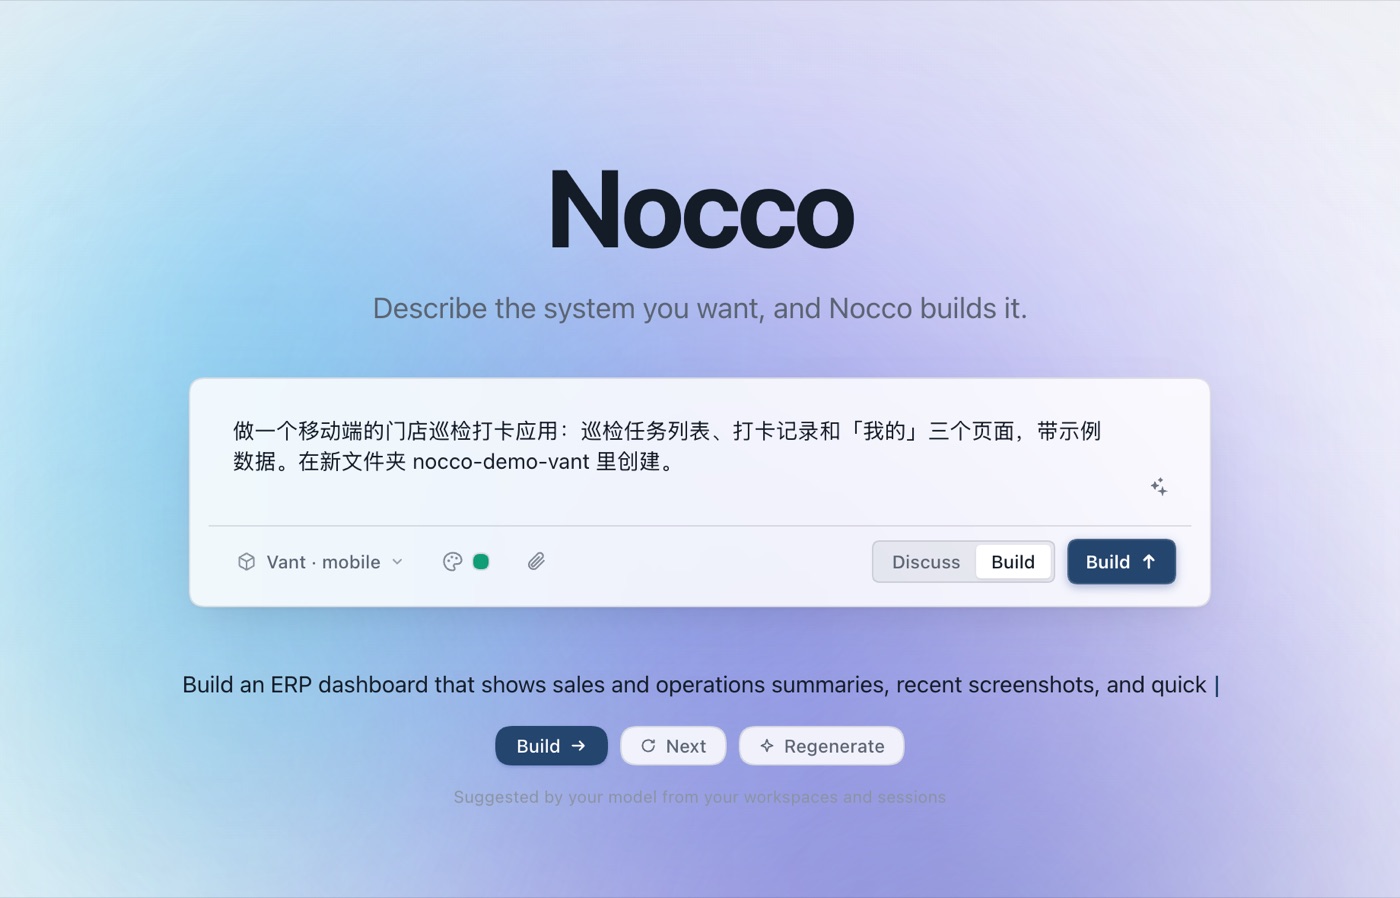 Nocco
Describe the system you want, and Nocco builds it.
做一个移动端的门店巡检打卡应用：巡检任务列表、打卡记录和「我的」三个页面，带示例
数据。在新文件夹 nocco-demo-vant 里创建。
Vant · mobile
Discuss
Build
Build ↑
Build an ERP dashboard that shows sales and operations summaries, recent screenshots, and quick |
Build →
Next
Regenerate
Suggested by your model from your workspaces and sessions